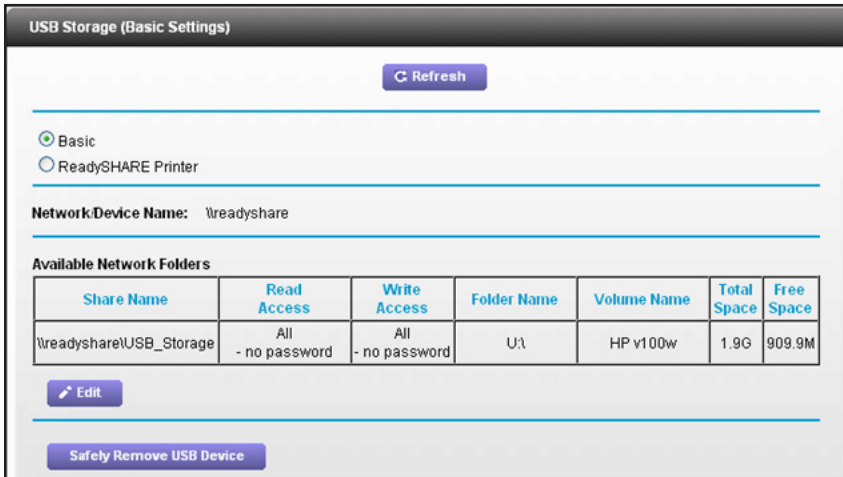 USB Storage (Basic Settings)
Refresh
Basic
ReadySHARE Printer
Network/Device Name: \\readyshare
Available Network Folders
Share Name Read Access Write Access Folder Name Volume Name Total Space Free Space
\\readyshare\USB_Storage All - no password All - no password U:\ HP v100w 1.9G 909.9M
Edit
Safely Remove USB Device